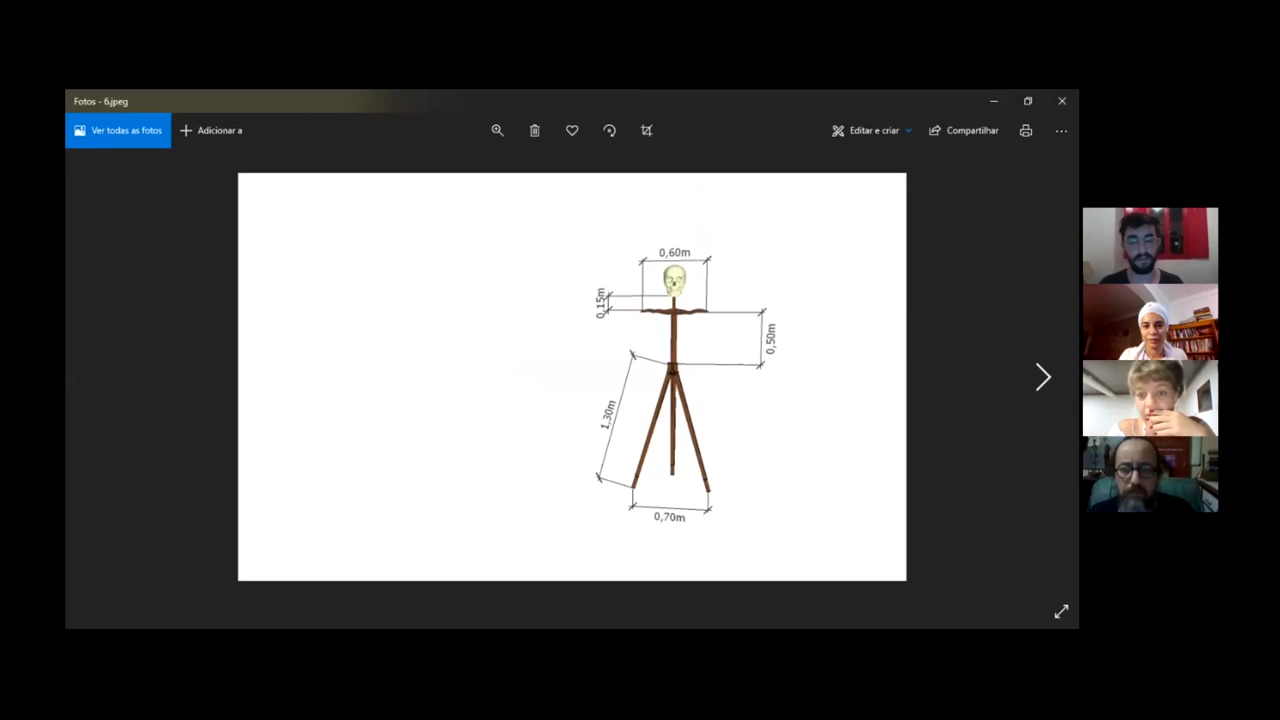 Fotos - 6.jpeg
Ver todas as fotos
Adicionar a
Editar e criar
Compartilhar
0,60m
0,15m
0,50m
1,30m
0,70m